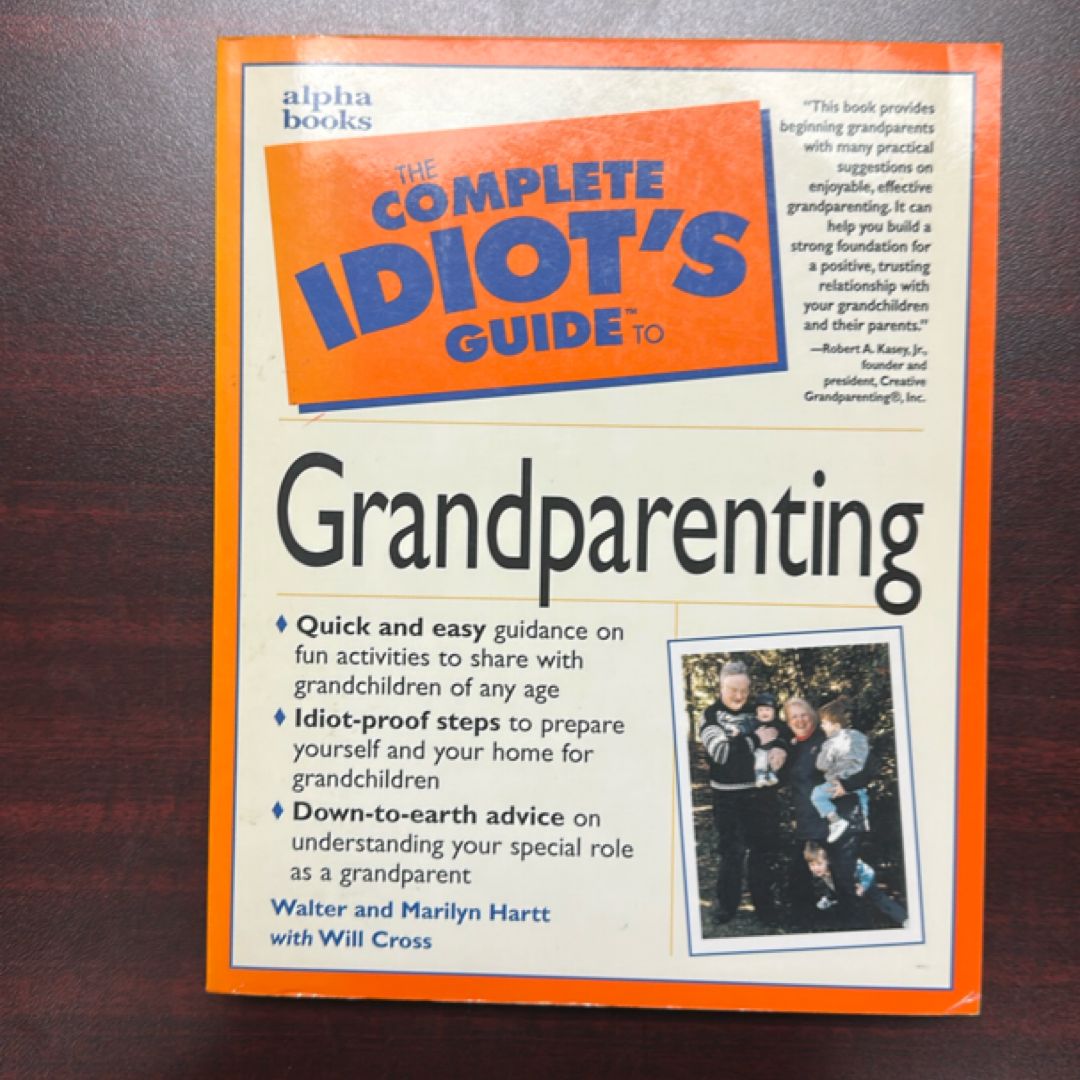 alpha
books
THE
COMPLETE
IDIOT'S
GUIDE™ TO
"This book provides
beginning grandparents
with many practical
suggestions on
enjoyable, effective
grandparenting. It can
help you build a
strong foundation for
a positive, trusting
relationship with
your grandchildren
and their parents."
—Robert A. Kasey, Jr.,
founder and
president, Creative
Grandparenting®, Inc.
Grandparenting
♦ Quick and easy guidance on
fun activities to share with
grandchildren of any age
♦ Idiot-proof steps to prepare
yourself and your home for
grandchildren
♦ Down-to-earth advice on
understanding your special role
as a grandparent
Walter and Marilyn Hartt
with Will Cross